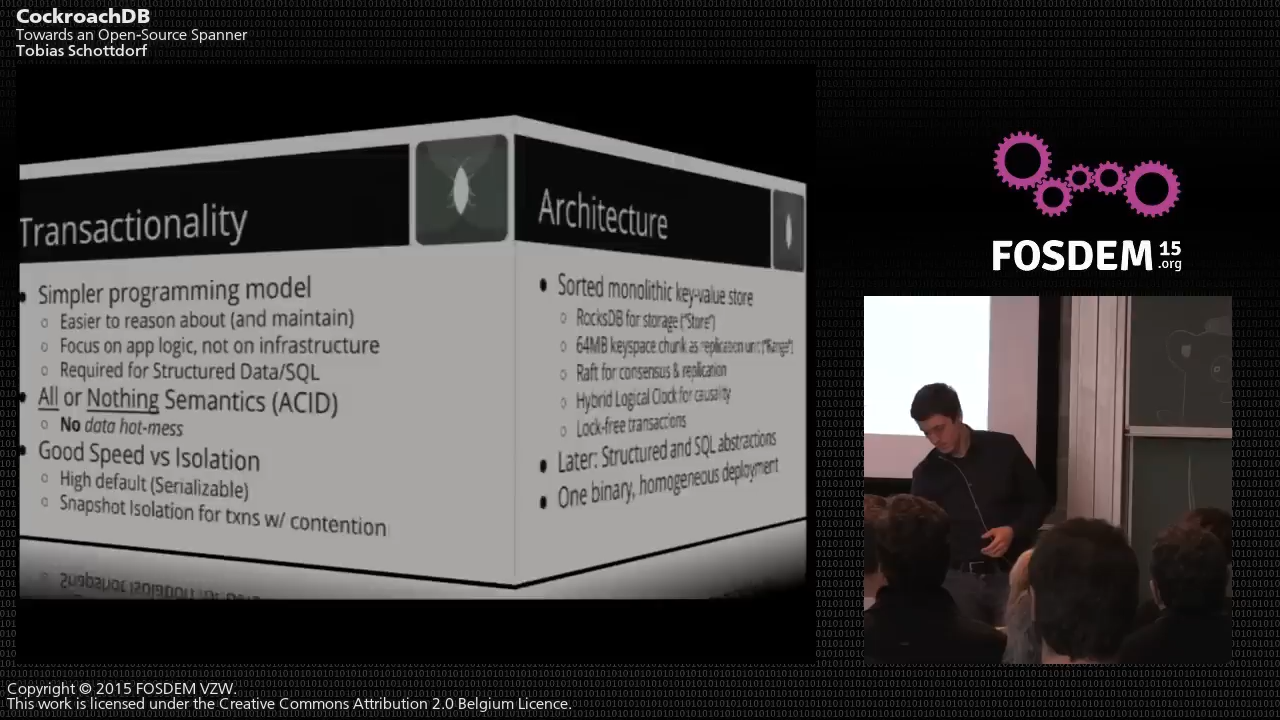 CockroachDB
Towards an Open-Source Spanner
Tobias Schottdorf
Transactionality
Simpler programming model
Easier to reason about (and maintain)
Focus on app logic, not on infrastructure
Required for Structured Data/SQL
All or Nothing Semantics (ACID)
No data hot-mess
Good Speed vs Isolation
High default (Serializable)
Snapshot Isolation for txns w/ contention
Architecture
Sorted monolithic key-value store
RocksDB for storage ("Store")
64MB keyspace chunk as replication unit ("Range")
Raft for consensus & replication
Hybrid Logical Clock for causality
Lock-free transactions
Later: Structured and SQL abstractions
One binary, homogeneous deployment
FOSDEM 15
.org
Copyright © 2015 FOSDEM VZW.
This work is licensed under the Creative Commons Attribution 2.0 Belgium Licence.